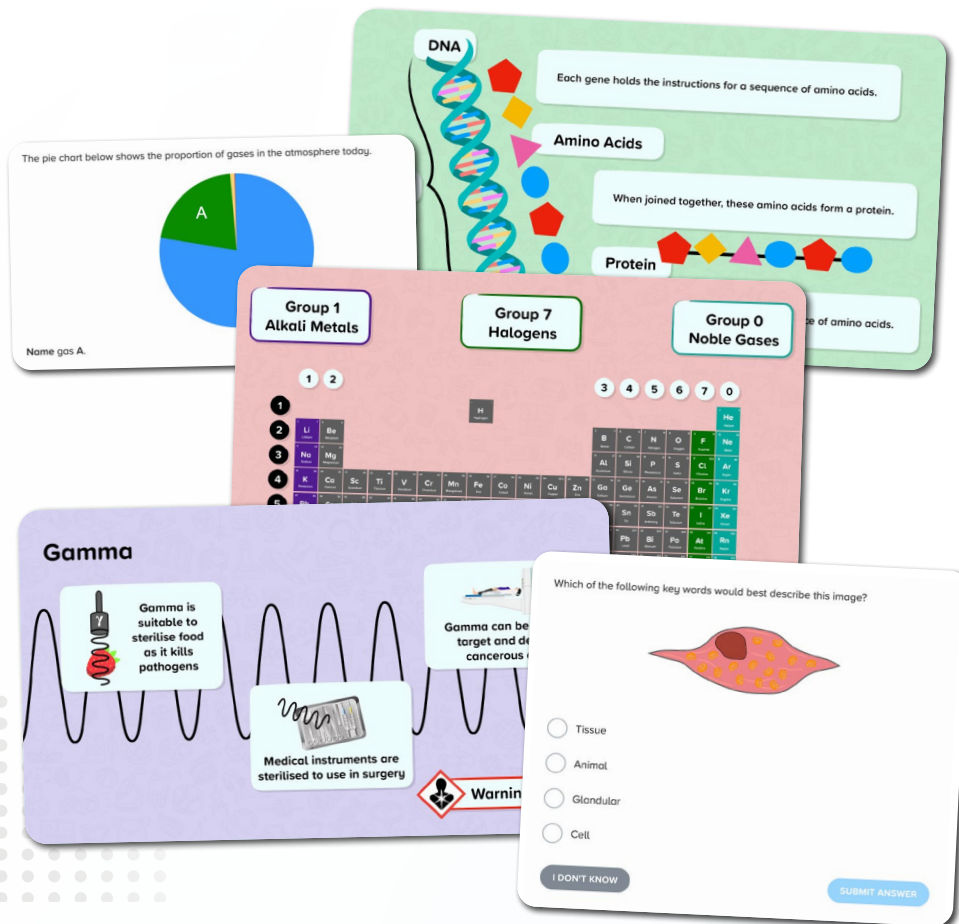 DNA
Each gene holds the instructions for a sequence of amino acids.
Amino Acids
When joined together, these amino acids form a protein.
Protein
ce of amino acids.
The pie chart below shows the proportion of gases in the atmosphere today.
A
Name gas A.
Group 1
Alkali Metals
Group 7
Halogens
Group 0
Noble Gases
1 2
3 4 5 6 7 0
1
H
He
2
Li Be
B C N O F Ne
3
Na Mg
Al Si P S Cl Ar
4
K Ca Sc Ti V Cr Mn Fe Co Ni Cu Zn Ga Ge As Se Br Kr
Sn Sb Te I Xe
Pb Bi Po At Rn
Gamma
γ
Gamma is
suitable to
sterilise food
as it kills
pathogens
Medical instruments are
sterilised to use in surgery
Gamma can be
target and de
cancerous
Warnin
Which of the following key words would best describe this image?
Tissue
Animal
Glandular
Cell
I DON'T KNOW
SUBMIT ANSWER